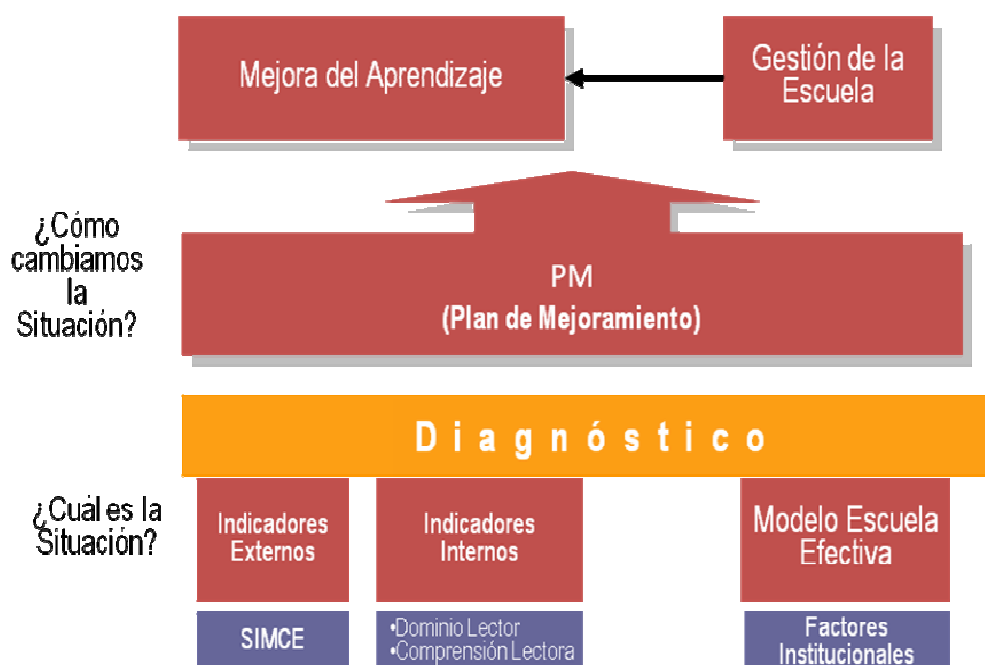 Mejora del Aprendizaje
Gestión de la
Escuela
¿Cómo
cambiamos
la
Situación?
PM
(Plan de Mejoramiento)
Diagnóstico
¿Cuál es la
Situación?
Indicadores
Externos
Indicadores
Internos
Modelo Escuela
Efectiva
SIMCE
•Dominio Lector
•Comprensión Lectora
Factores
Institucionales